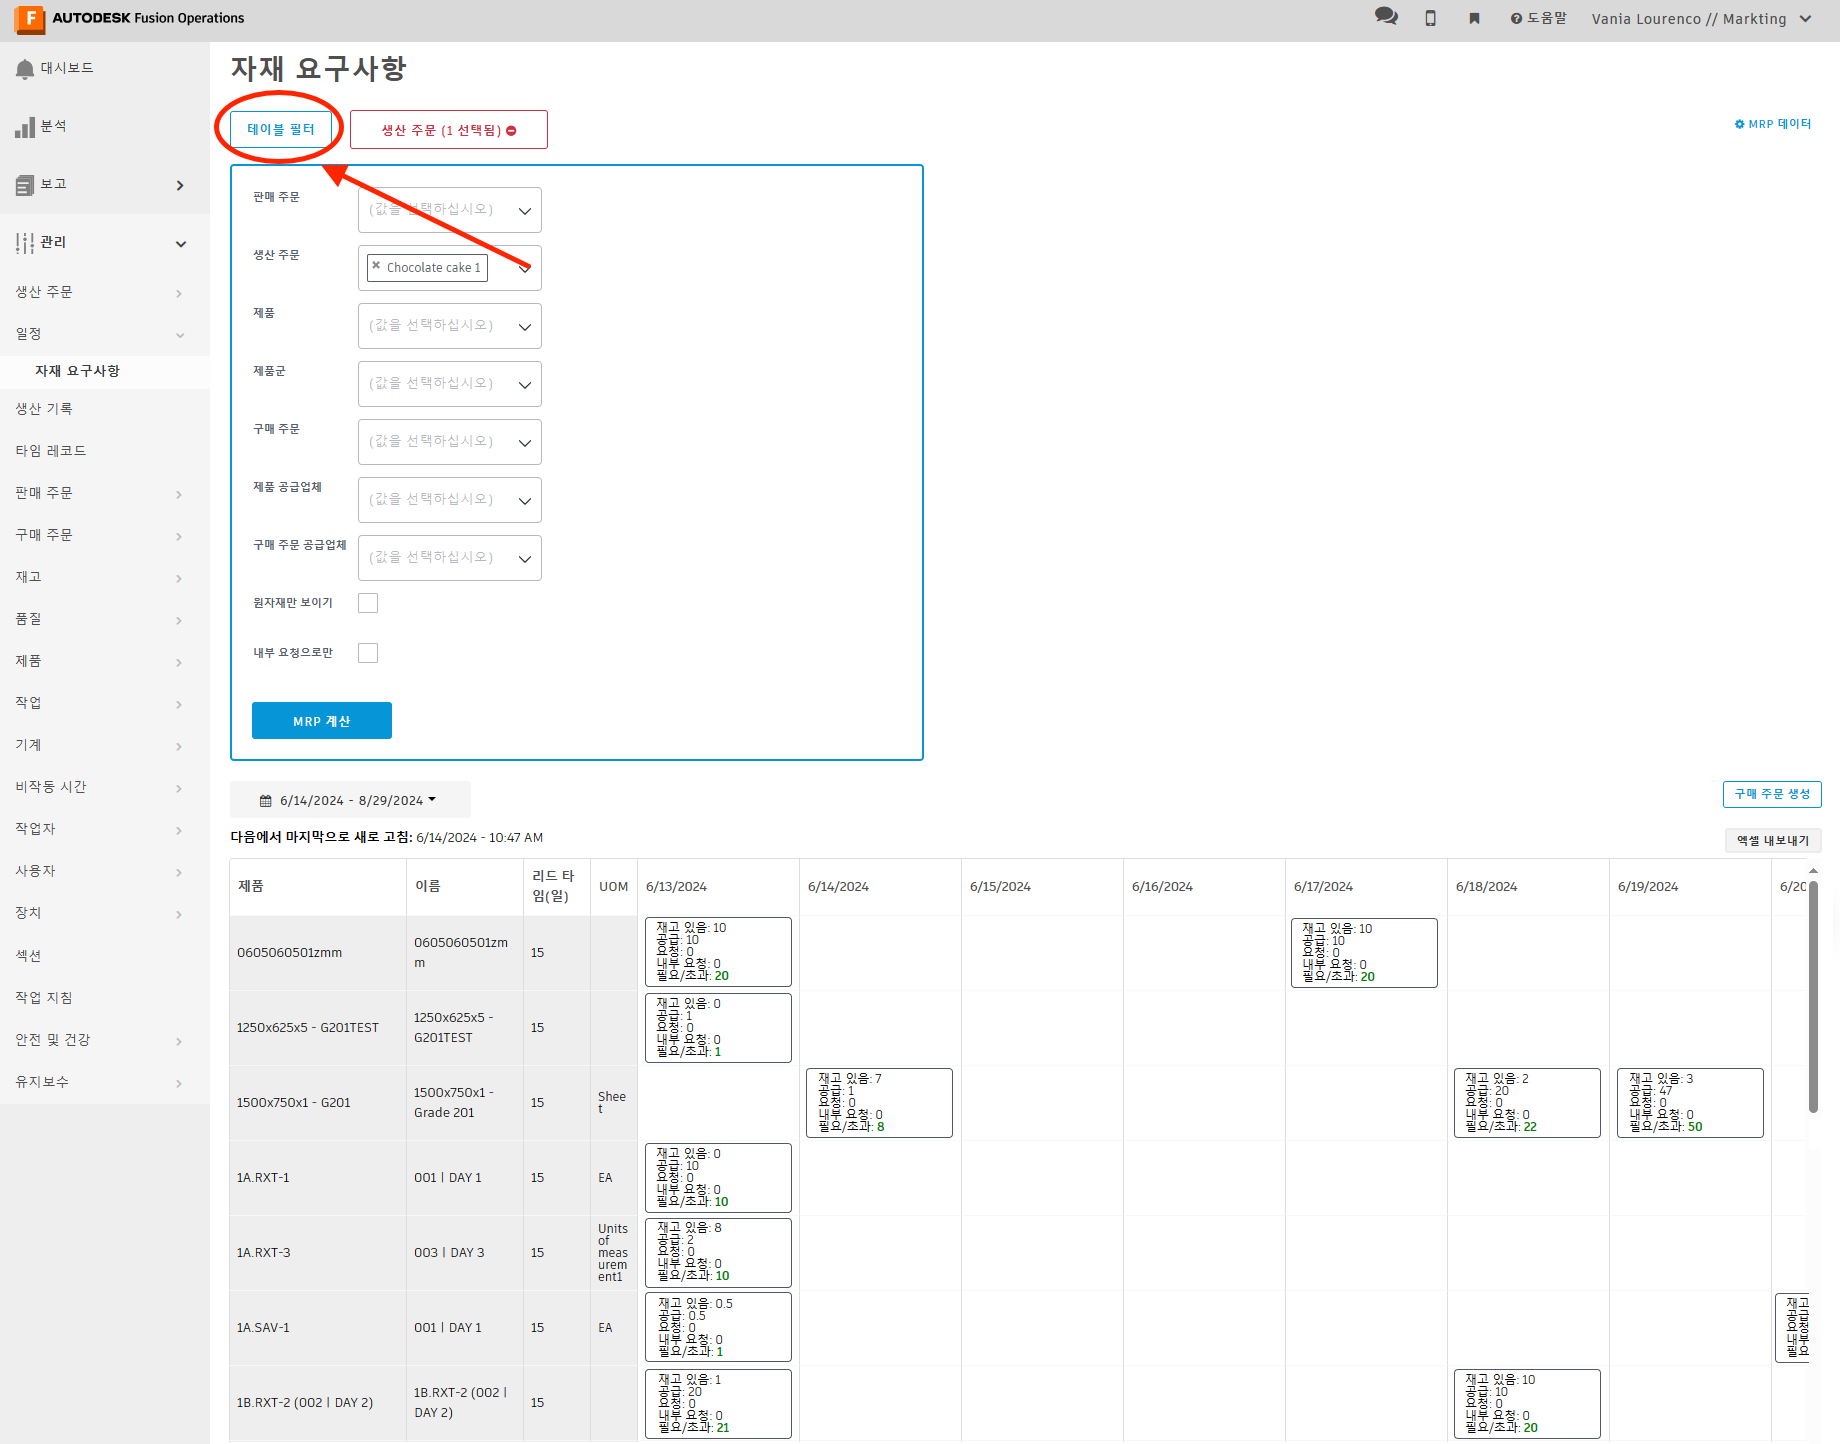 AUTODESK Fusion Operations
도움말
Vania Lourenco // Markting
대시보드
분석
보고
관리
생산 주문
일정
자재 요구사항
생산 기록
타임 레코드
판매 주문
구매 주문
재고
품질
제품
작업
기계
비작동 시간
작업자
사용자
장치
섹션
작업 지침
안전 및 건강
유지보수
자재 요구사항
테이블 필터
생산 주문 (1 선택됨)
MRP 데이터
판매 주문
(값을 선택하십시오)
생산 주문
Chocolate cake 1
제품
(값을 선택하십시오)
제품군
(값을 선택하십시오)
구매 주문
(값을 선택하십시오)
제품 공급업체
(값을 선택하십시오)
구매 주문 공급업체
(값을 선택하십시오)
원자재만 보이기
내부 요청으로만
MRP 계산
6/14/2024 - 8/29/2024
구매 주문 생성
다음에서 마지막으로 새로 고침: 6/14/2024 - 10:47 AM
엑셀 내보내기
제품
이름
리드 타
임(일)
UOM
6/13/2024
6/14/2024
6/15/2024
6/16/2024
6/17/2024
6/18/2024
6/19/2024
6/20
0605060501zmm
0605060501zm
m
15
재고 있음: 10
공급: 10
요청: 0
내부 요청: 0
필요/초과: 20
재고 있음: 10
공급: 10
요청: 0
내부 요청: 0
필요/초과: 20
1250x625x5 - G201TEST
1250x625x5 -
G201TEST
15
재고 있음: 0
공급: 1
요청: 0
내부 요청: 0
필요/초과: 1
1500x750x1 - G201
1500x750x1 -
Grade 201
15
Shee
t
재고 있음: 7
공급: 1
요청: 0
내부 요청: 0
필요/초과: 8
재고 있음: 2
공급: 20
요청: 0
내부 요청: 0
필요/초과: 22
재고 있음: 3
공급: 47
요청: 0
내부 요청: 0
필요/초과: 50
1A.RXT-1
001 | DAY 1
15
EA
재고 있음: 0
공급: 10
요청: 0
내부 요청: 0
필요/초과: 10
1A.RXT-3
003 | DAY 3
15
Units
of
meas
urem
ent1
재고 있음: 8
공급: 2
요청: 0
내부 요청: 0
필요/초과: 10
1A.SAV-1
001 | DAY 1
15
EA
재고 있음: 0.5
공급: 0.5
요청: 0
내부 요청: 0
필요/초과: 1
재고
공급
요청
내부
필요
1B.RXT-2 (002 | DAY 2)
1B.RXT-2 (002 |
DAY 2)
15
재고 있음: 1
공급: 20
요청: 0
내부 요청: 0
필요/초과: 21
재고 있음: 10
공급: 10
요청: 0
내부 요청: 0
필요/초과: 20